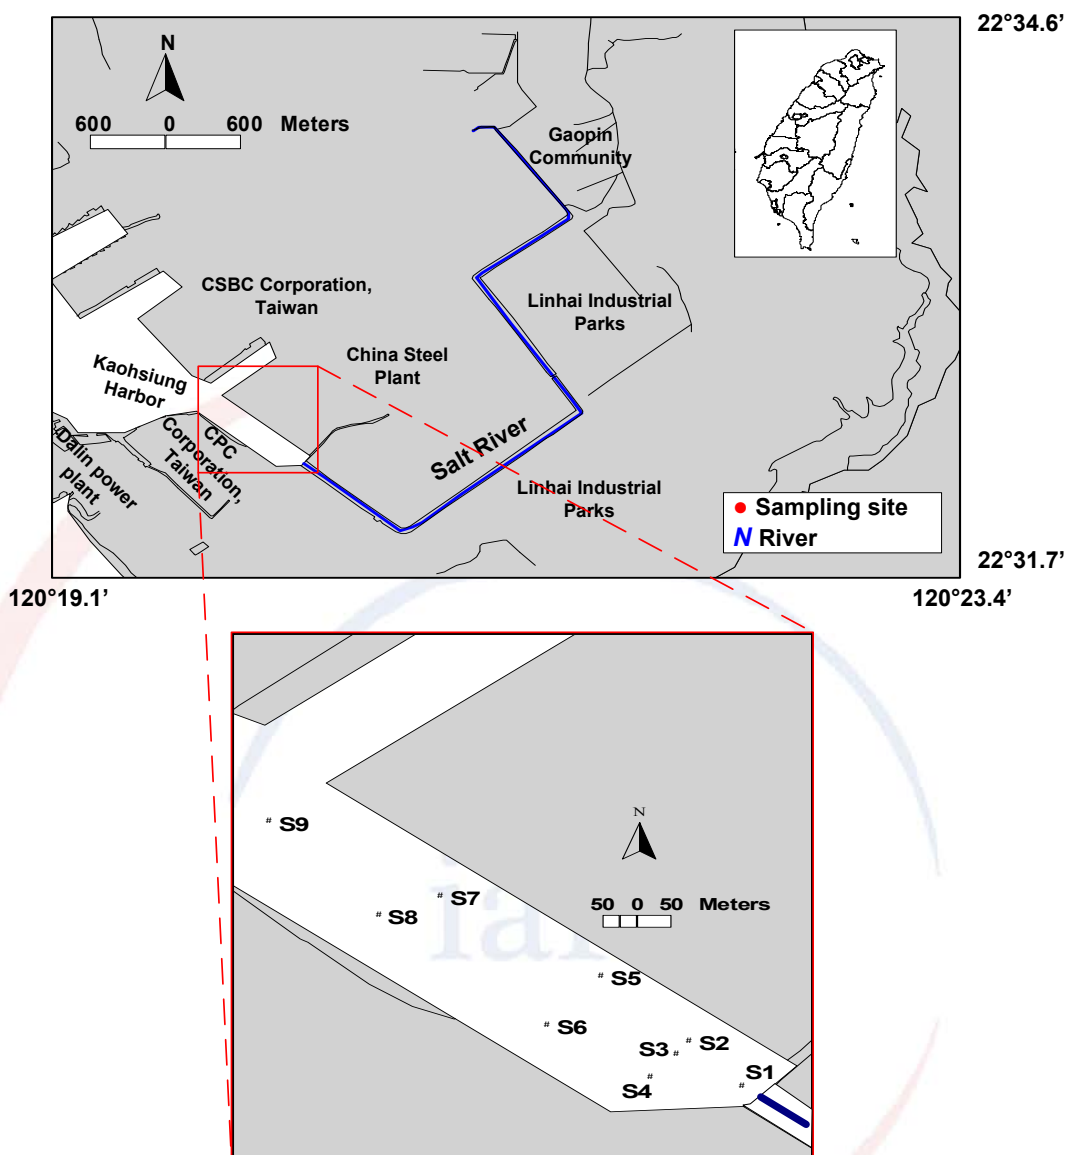 22°34.6’
N
600 0 600 Meters
Gaopin
Community
CSBC Corporation,
Taiwan
Linhai Industrial
Parks
China Steel
Plant
Kaohsiung
Harbor
CPC
Corporation,
Taiwan
Dalin power
plant
Salt River
Linhai Industrial
Parks
Sampling site
N River
22°31.7’
120°19.1’
120°23.4’
# S9
N
# S7
50 0 50 Meters
# S8
# S5
# S6
# S2
S3 #
S1
#
#
S4